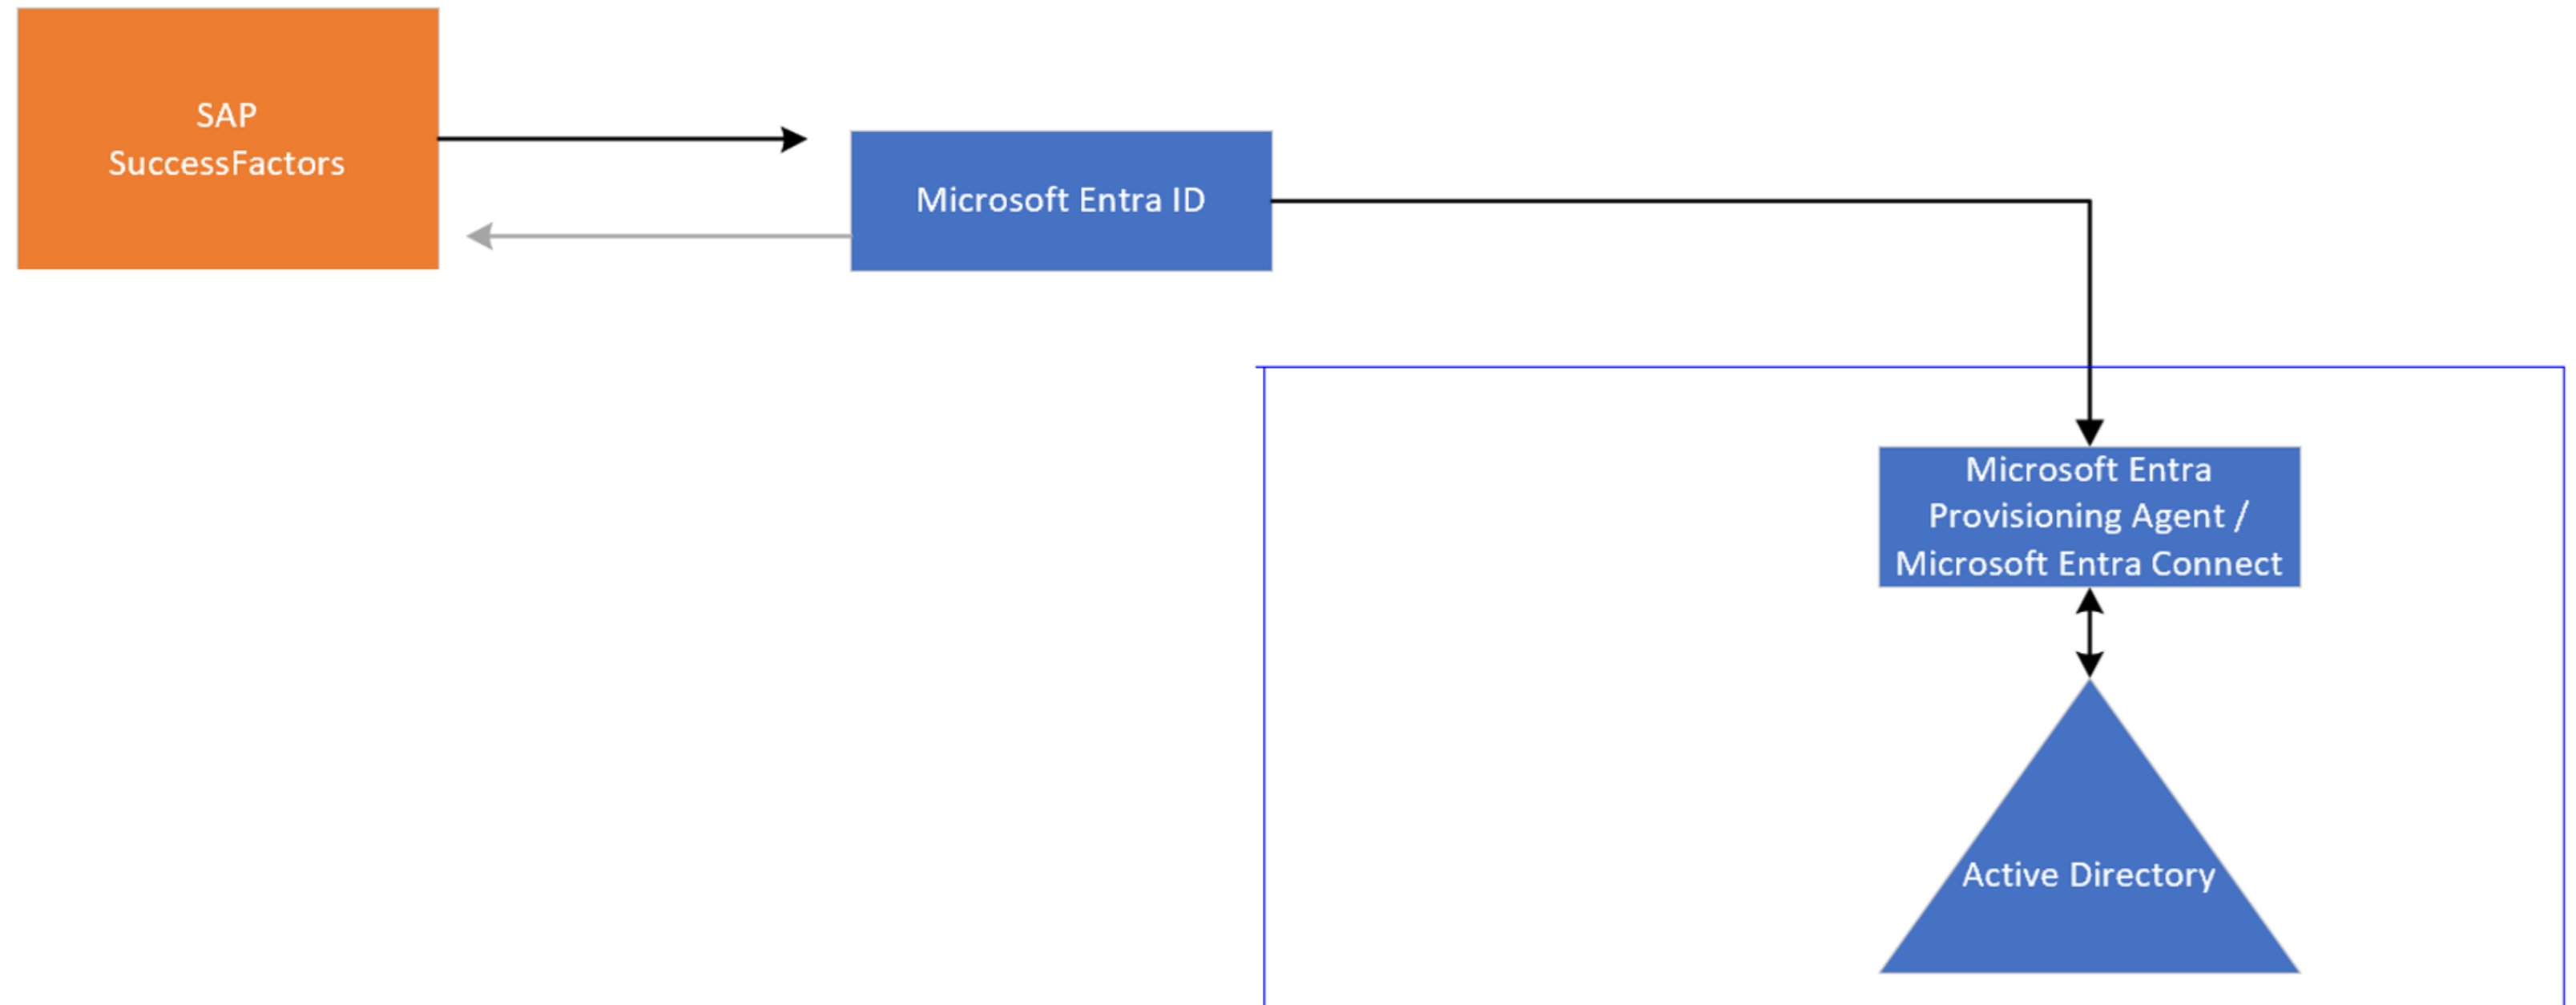 SAP
SuccessFactors
Microsoft Entra ID
Microsoft Entra
Provisioning Agent /
Microsoft Entra Connect
Active Directory